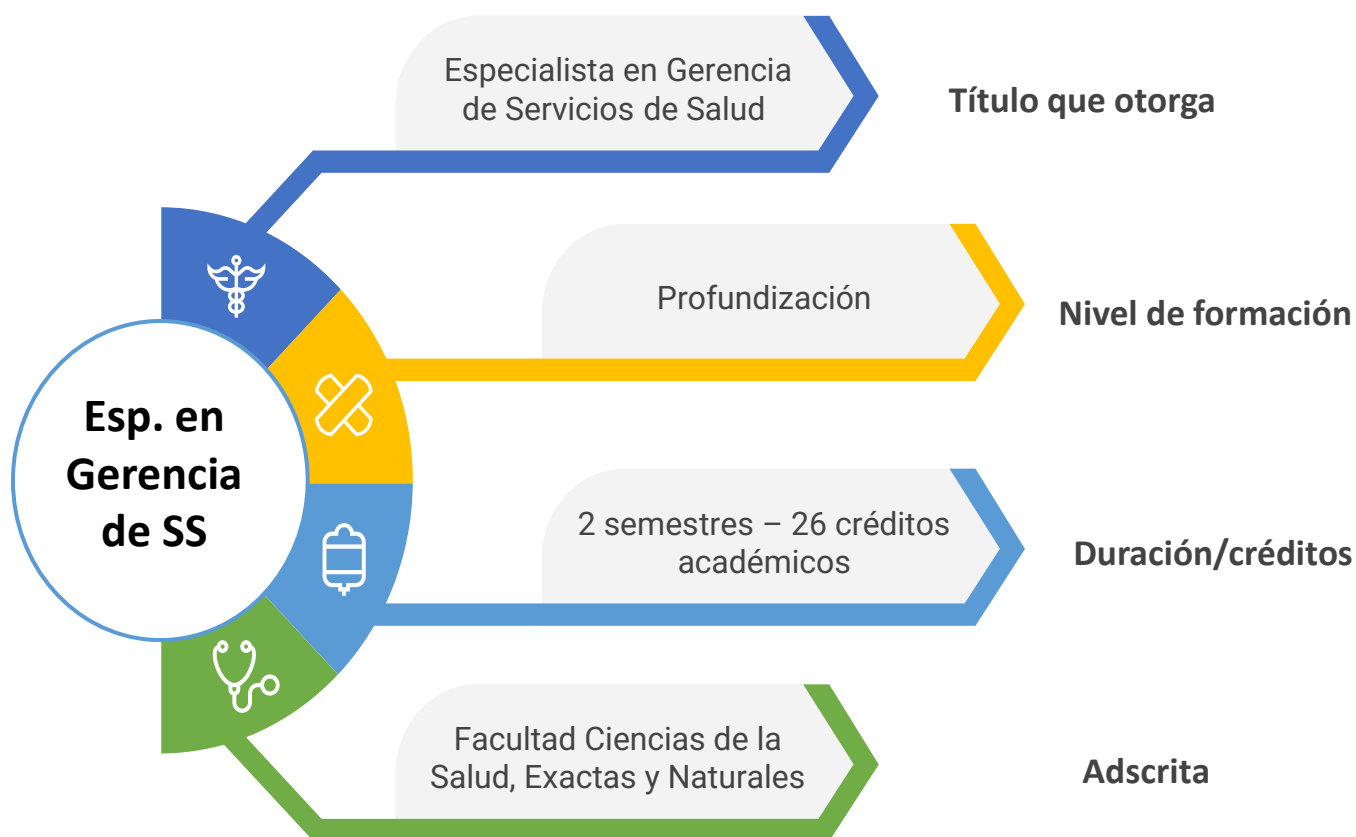 Especialista en Gerencia
de Servicios de Salud
Título que otorga
Profundización
Nivel de formación
Esp. en
Gerencia
de SS
2 semestres – 26 créditos
académicos
Duración/créditos
Facultad Ciencias de la
Salud, Exactas y Naturales
Adscrita